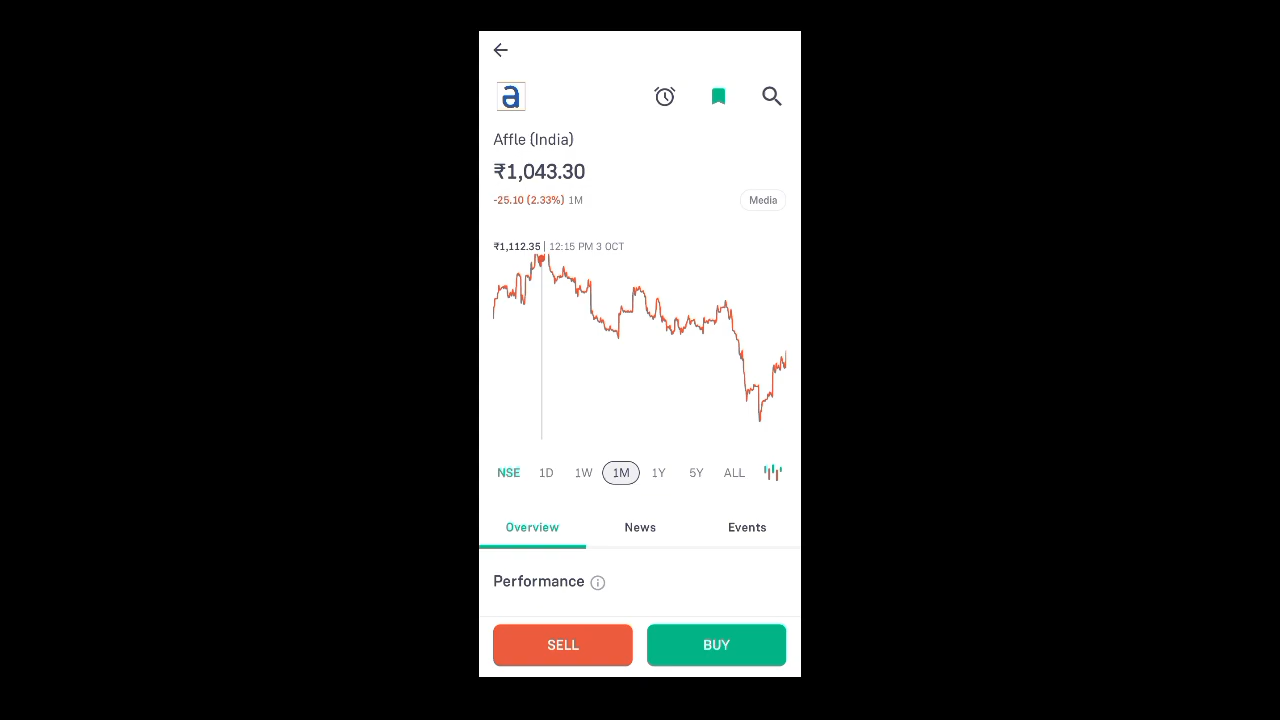 a
Affle (India)
₹1,043.30
-25.10 (2.33%) 1M
Media
₹1,112.35 | 12:15 PM 3 OCT
NSE 1D 1W 1M 1Y 5Y ALL
Overview News Events
Performance
SELL BUY